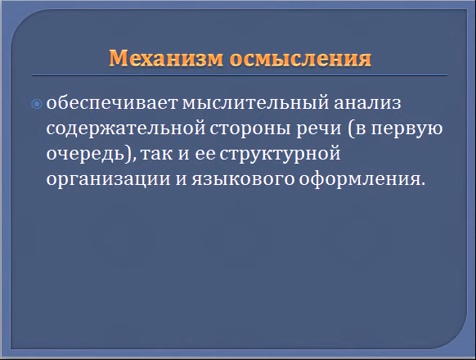 Механизм осмысления
обеспечивает мыслительный анализ
содержательной стороны речи (в первую
очередь), так и ее структурной
организации и языкового оформления.